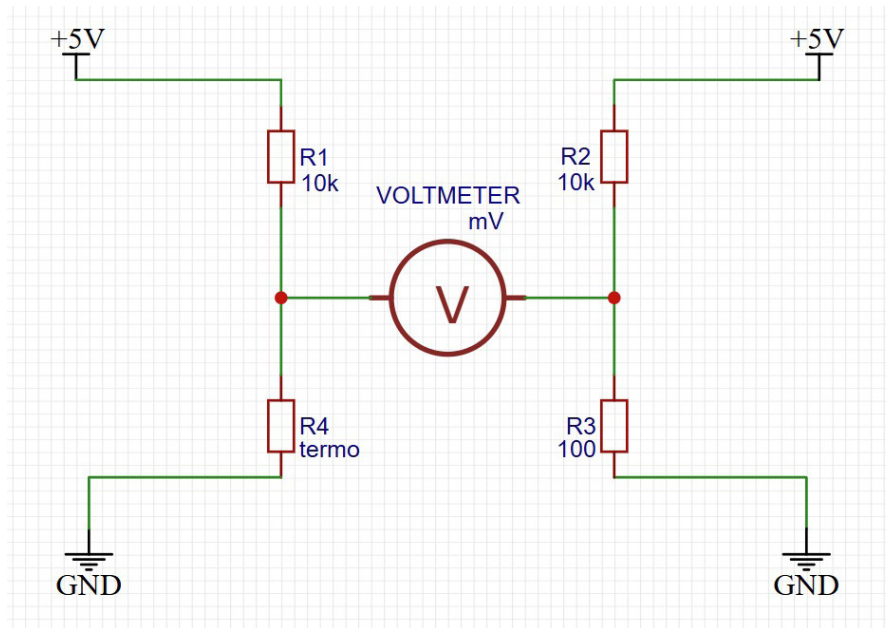 +5V
+5V
R1
10k
R2
10k
VOLTMETER
mV
V
R4
termo
R3
100
GND
GND